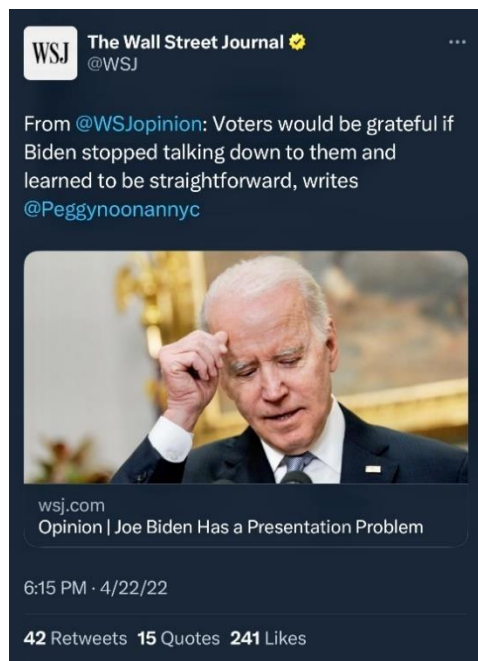 WSJ
The Wall Street Journal
@WSJ
From @WSJopinion: Voters would be grateful if
Biden stopped talking down to them and
learned to be straightforward, writes
@Peggynoonannyc
wsj.com
Opinion | Joe Biden Has a Presentation Problem
6:15 PM · 4/22/22
42 Retweets 15 Quotes 241 Likes